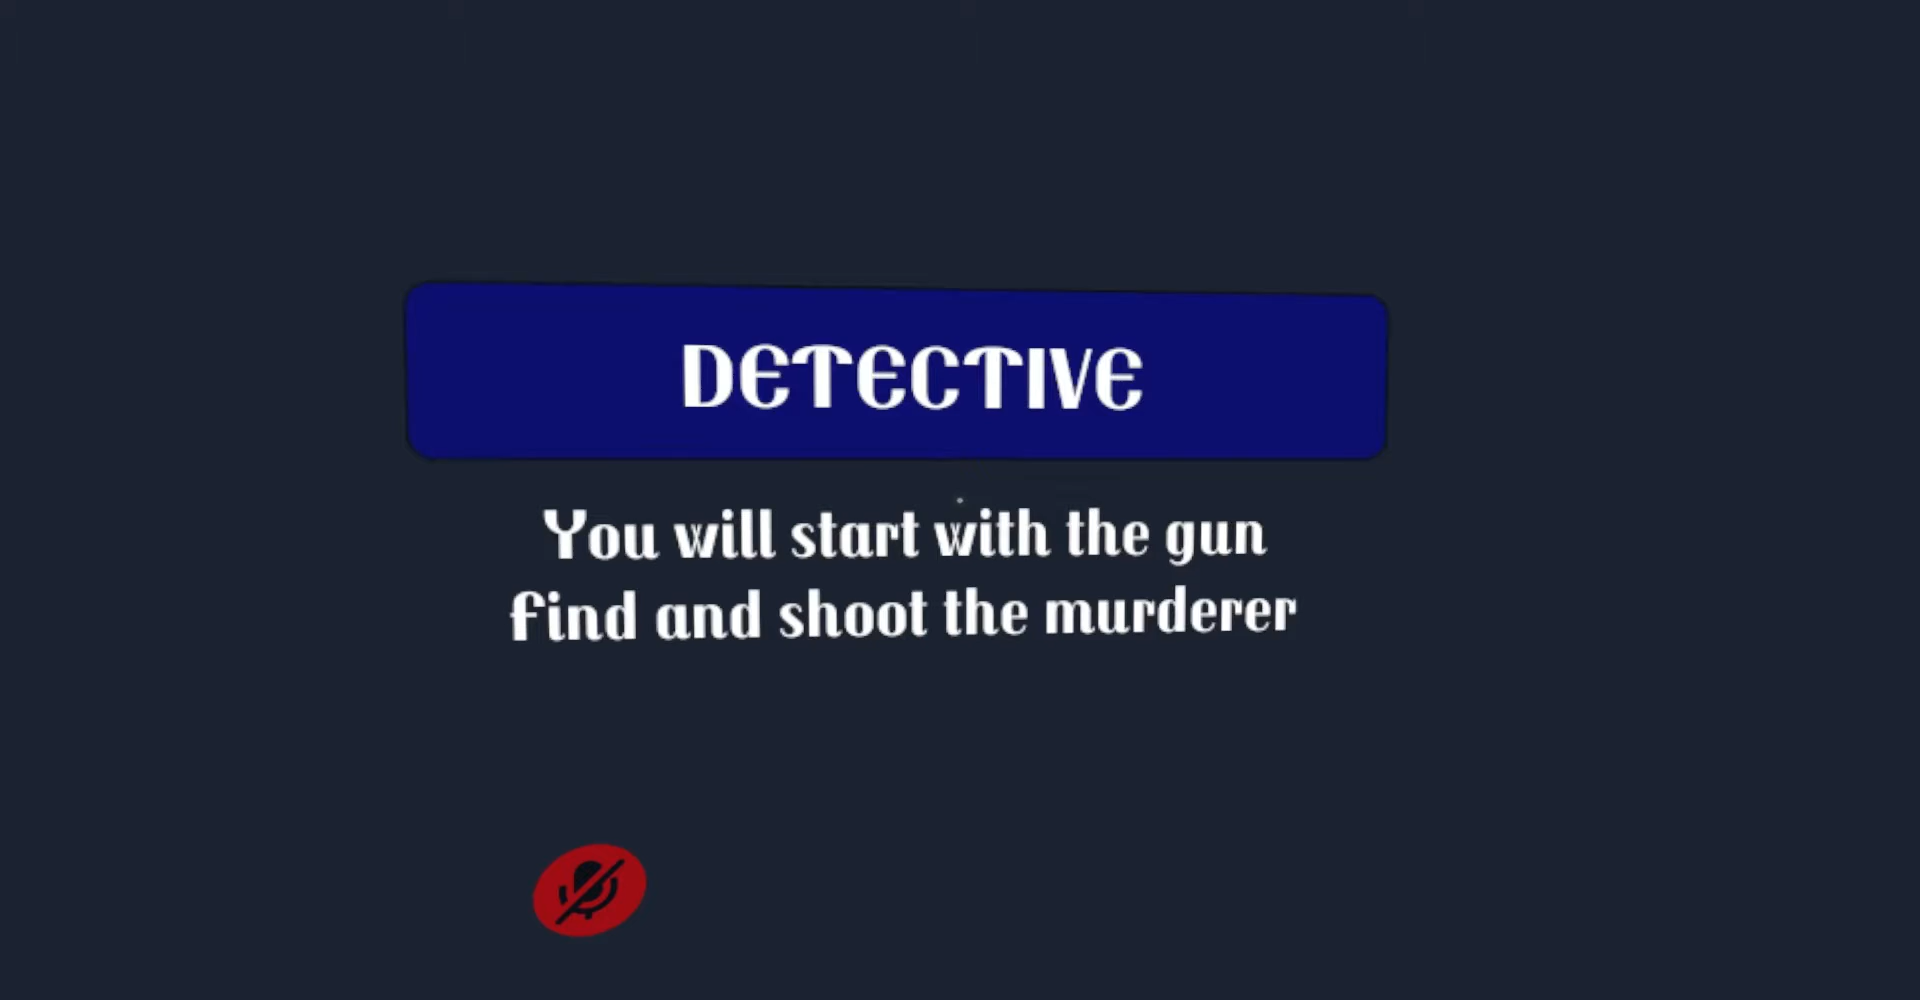 DETECTIVE
You will start with the gun
find and shoot the murderer